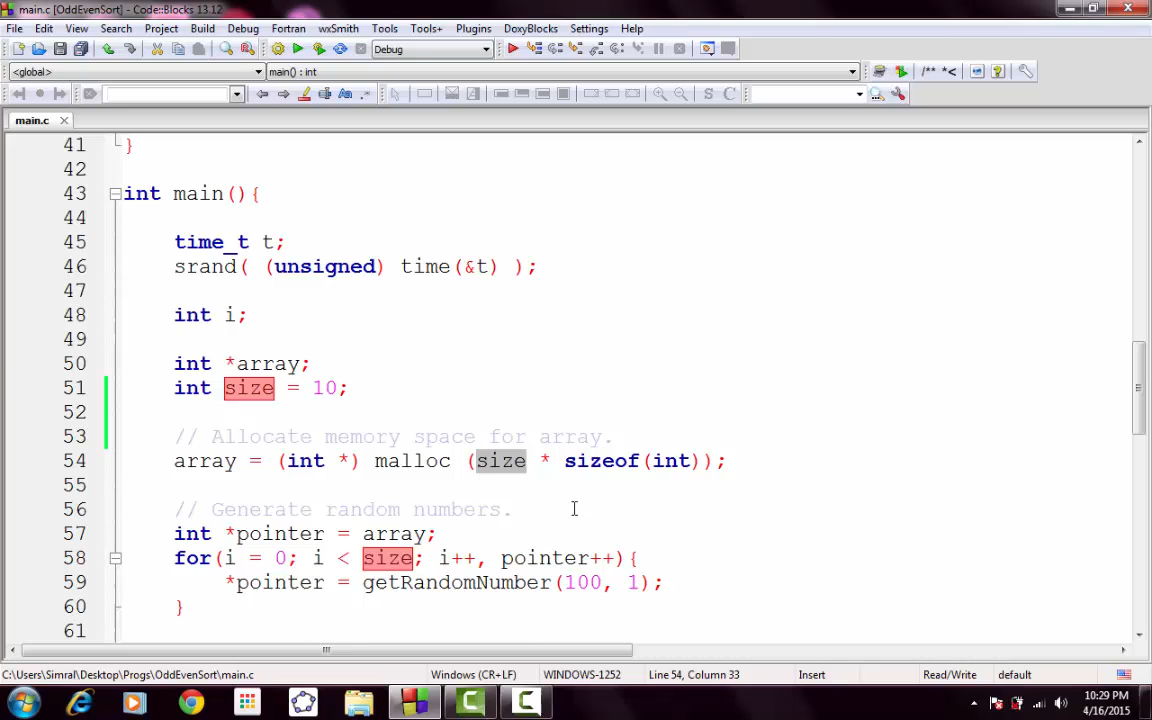 main.c [OddEvenSort] - Code::Blocks 13.12
File Edit View Search Project Build Debug Fortran wxSmith Tools Tools+ Plugins DoxyBlocks Settings Help
Debug
<global> main() : int /** *<
S C
main.c
41 }
42
43 int main(){
44
45 time_t t;
46 srand( (unsigned) time(&t) );
47
48 int i;
49
50 int *array;
51 int size = 10;
52
53 // Allocate memory space for array.
54 array = (int *) malloc (size * sizeof(int));
55
56 // Generate random numbers.
57 int *pointer = array;
58 for(i = 0; i < size; i++, pointer++){
59 *pointer = getRandomNumber(100, 1);
60 }
61
C:\Users\Simral\Desktop\Progs\OddEvenSort\main.c Windows (CR+LF) WINDOWS-1252 Line 54, Column 33 Insert Read/Write default
10:29 PM
4/16/2015